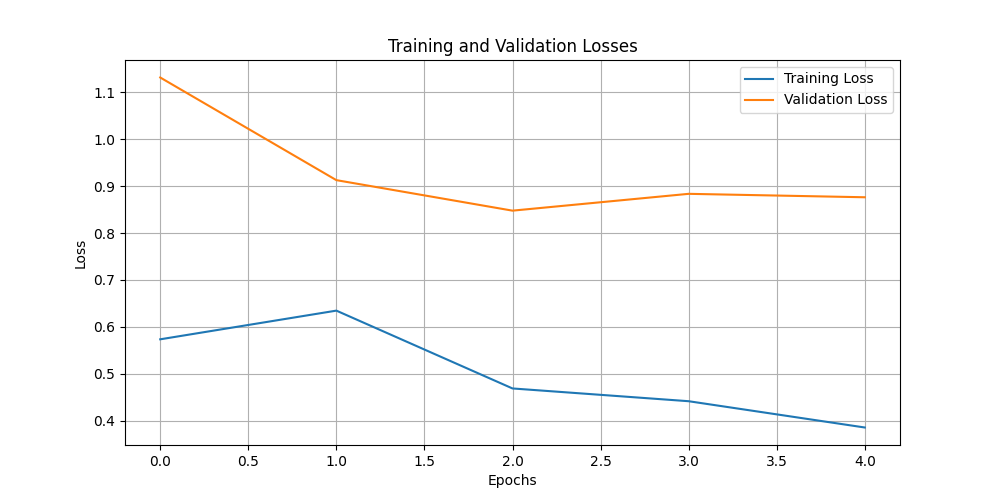 Training and Validation Losses
Training Loss
Validation Loss
1.1
1.0
0.9
0.8
0.7
0.6
0.5
0.4
Loss
0.0 0.5 1.0 1.5 2.0 2.5 3.0 3.5 4.0
Epochs